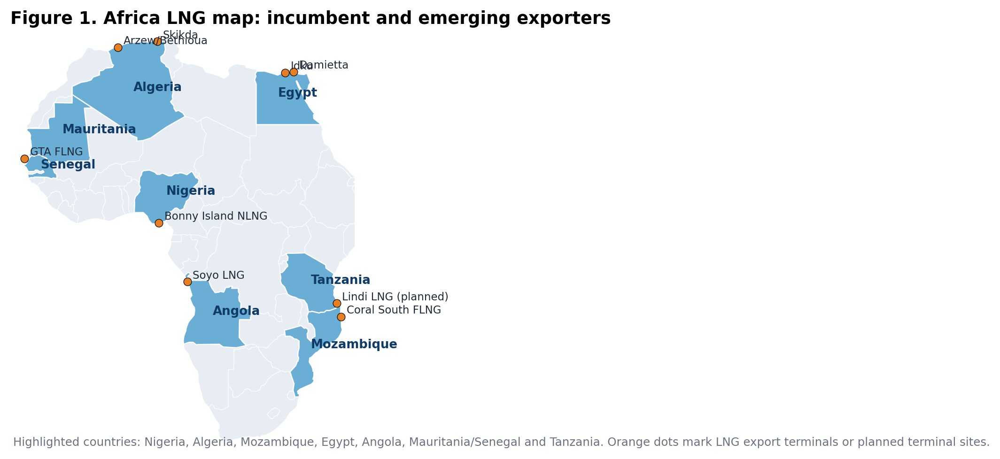 Figure 1. Africa LNG map: incumbent and emerging exporters
Skikda
Arzew/Bethioua
Damietta
Idku
Algeria
Egypt
Mauritania
GTA FLNG
Senegal
Nigeria
Bonny Island NLNG
Soyo LNG
Tanzania
Lindi LNG (planned)
Coral South FLNG
Angola
Mozambique
Highlighted countries: Nigeria, Algeria, Mozambique, Egypt, Angola, Mauritania/Senegal and Tanzania. Orange dots mark LNG export terminals or planned terminal sites.